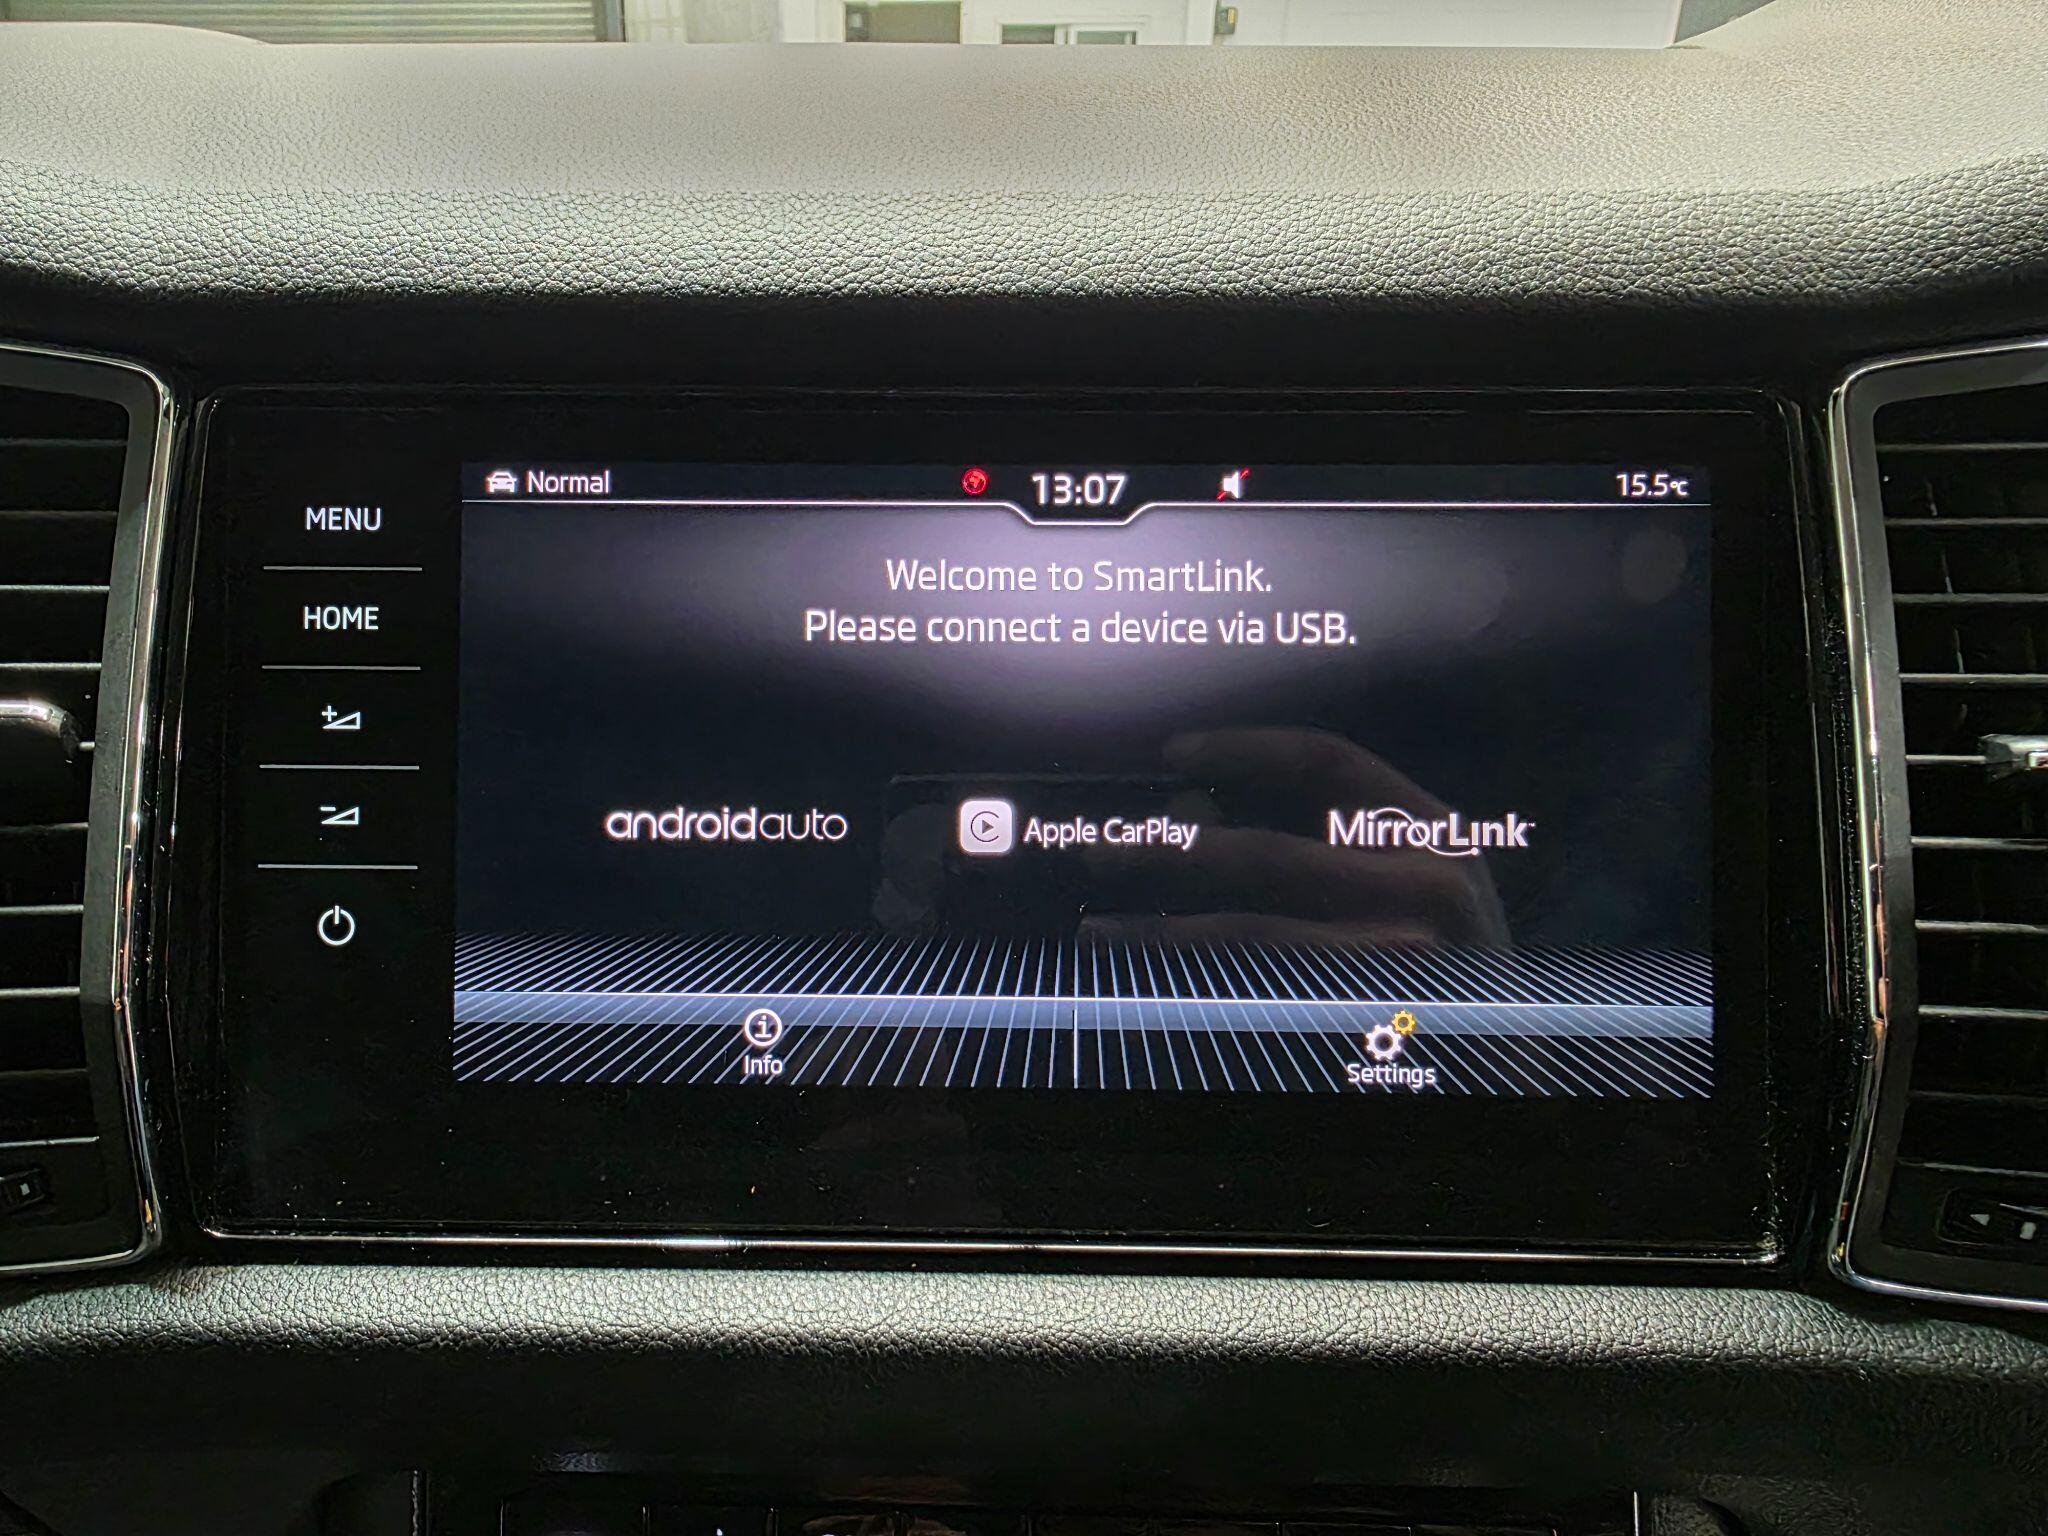 Normal 13:07 15.5°C
MENU
Welcome to SmartLink.
HOME
Please connect a device via USB.
androidauto Apple CarPlay MirrorLink™
Info Settings